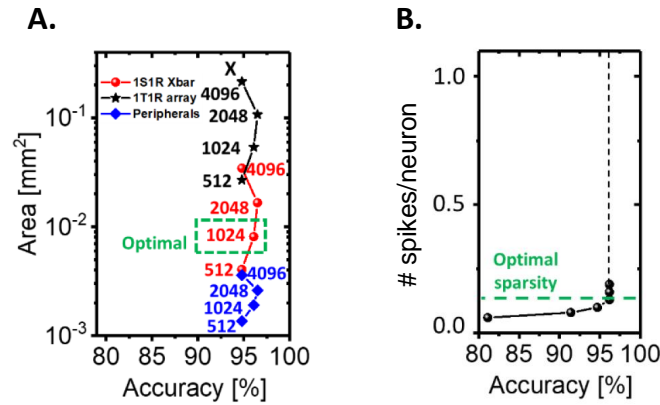 A.
X
1S1R Xbar
1T1R array
Peripherals
4096
2048
1024
512
4096
2048
1024
512
4096
2048
1024
512
Optimal
10⁻¹
10⁻²
10⁻³
Area [mm²]
80 85 90 95 100
Accuracy [%]
B.
1.0
0.5
0.0
# spikes/neuron
Optimal
sparsity
80 85 90 95 100
Accuracy [%]